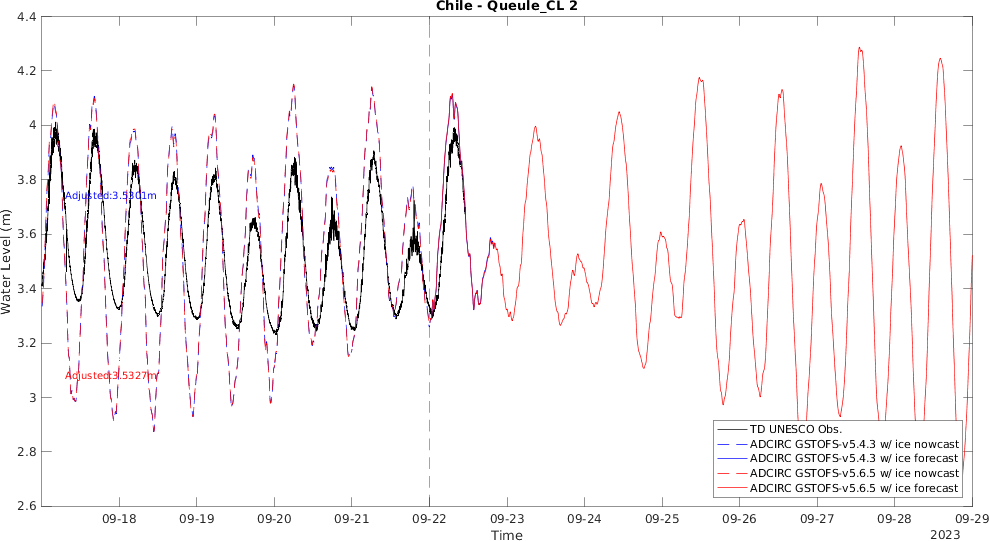 Chile - Queule_CL 2
4.4
4.2
4
3.8
3.6
3.4
3.2
3
2.8
2.6
Water Level (m)
Adjusted:3.5301m
Adjusted:3.5327m
TD UNESCO Obs.
ADCIRC GSTOFS-v5.4.3 w/ ice nowcast
ADCIRC GSTOFS-v5.4.3 w/ ice forecast
ADCIRC GSTOFS-v5.6.5 w/ ice nowcast
ADCIRC GSTOFS-v5.6.5 w/ ice forecast
09-18 09-19 09-20 09-21 09-22 09-23 09-24 09-25 09-26 09-27 09-28 09-29
Time
2023